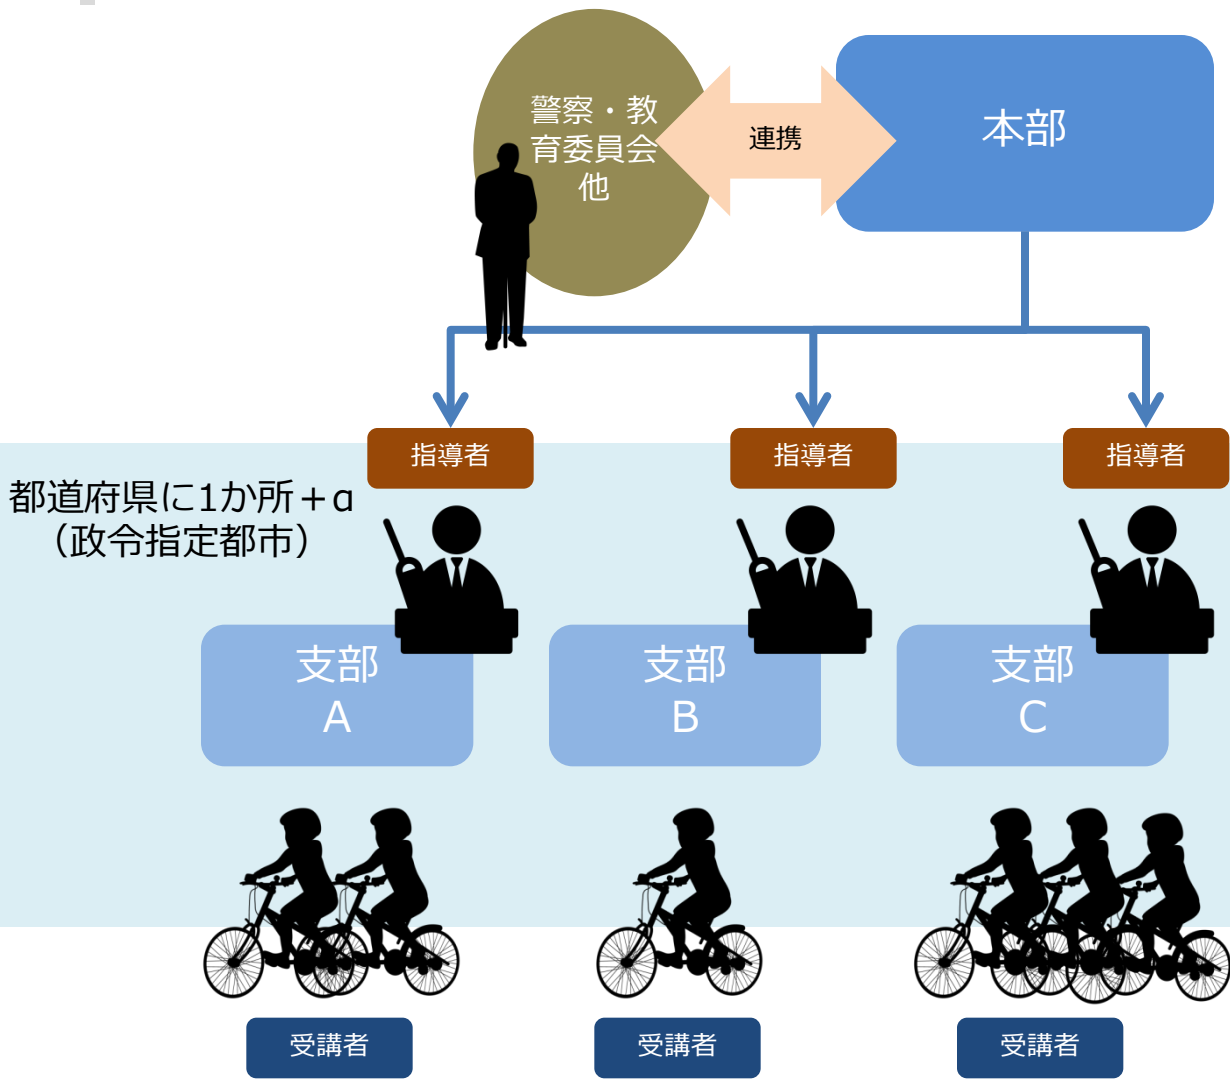 警察・教
育委員会
他
連携
本部
指導者
指導者
指導者
都道府県に1か所＋α
（政令指定都市）
支部
A
支部
B
支部
C
受講者
受講者
受講者